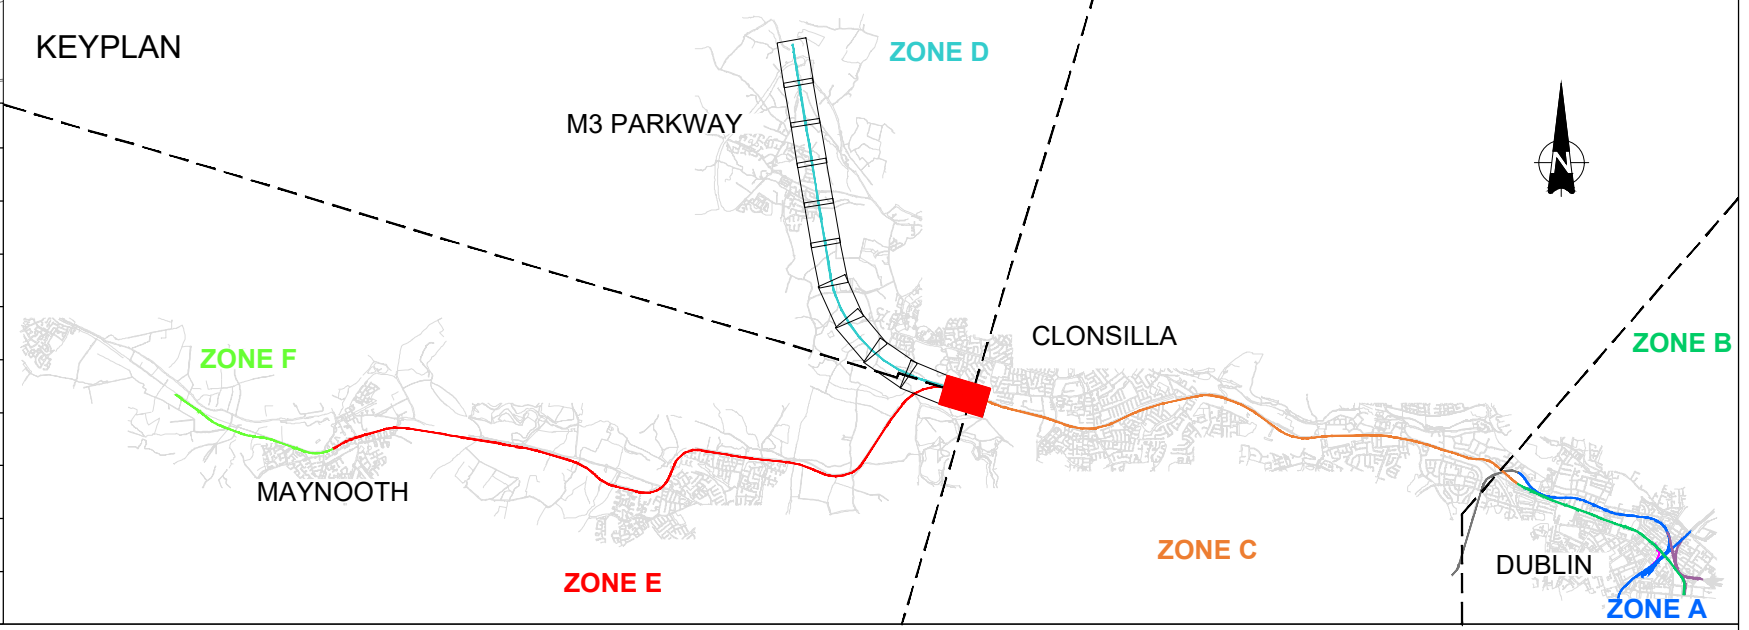 KEYPLAN
ZONE D
M3 PARKWAY
N
CLONSILLA
ZONE B
ZONE F
MAYNOOTH
ZONE C
DUBLIN
ZONE E
ZONE A